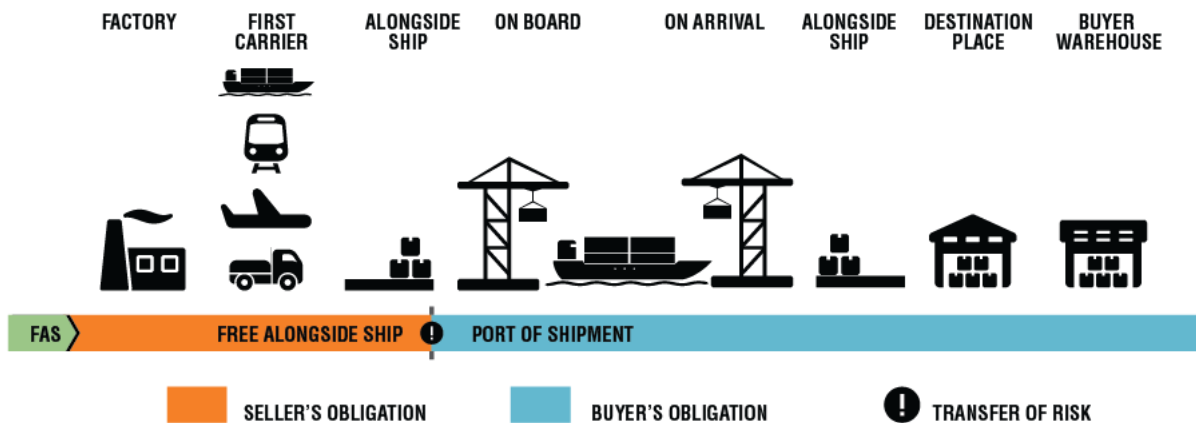 FACTORY
FIRST
CARRIER
ALONGSIDE
SHIP
ON BOARD
ON ARRIVAL
ALONGSIDE
SHIP
DESTINATION
PLACE
BUYER
WAREHOUSE
FAS
FREE ALONGSIDE SHIP
!
PORT OF SHIPMENT
SELLER'S OBLIGATION
BUYER'S OBLIGATION
!
TRANSFER OF RISK